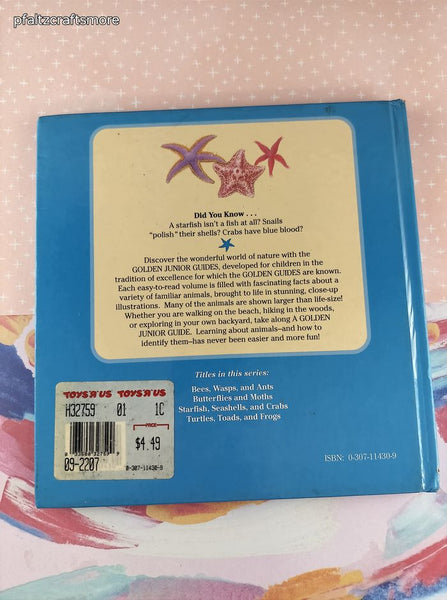 pfaltzcraftsmore
Did You Know . . .
A starfish isn't a fish at all? Snails
"polish" their shells? Crabs have blue blood?
Discover the wonderful world of nature with the
GOLDEN JUNIOR GUIDES, developed for children in the
tradition of excellence for which the GOLDEN GUIDES are known.
Each easy-to-read volume is filled with fascinating facts about a
variety of familiar animals, brought to life in stunning, close-up
illustrations. Many of the animals are shown larger than life-size!
Whether you are walking on the beach, hiking in the woods,
or exploring in your own backyard, take along A GOLDEN
JUNIOR GUIDE. Learning about animals—and how to
identify them—has never been easier and more fun!
Titles in this series:
Bees, Wasps, and Ants
Butterflies and Moths
Starfish, Seashells, and Crabs
Turtles, Toads, and Frogs
TOYS"R"US TOYS"R"US
H32759 01 1C
PRICE
$4.49
09-2207
0-307-11430-9
ISBN: 0-307-11430-9